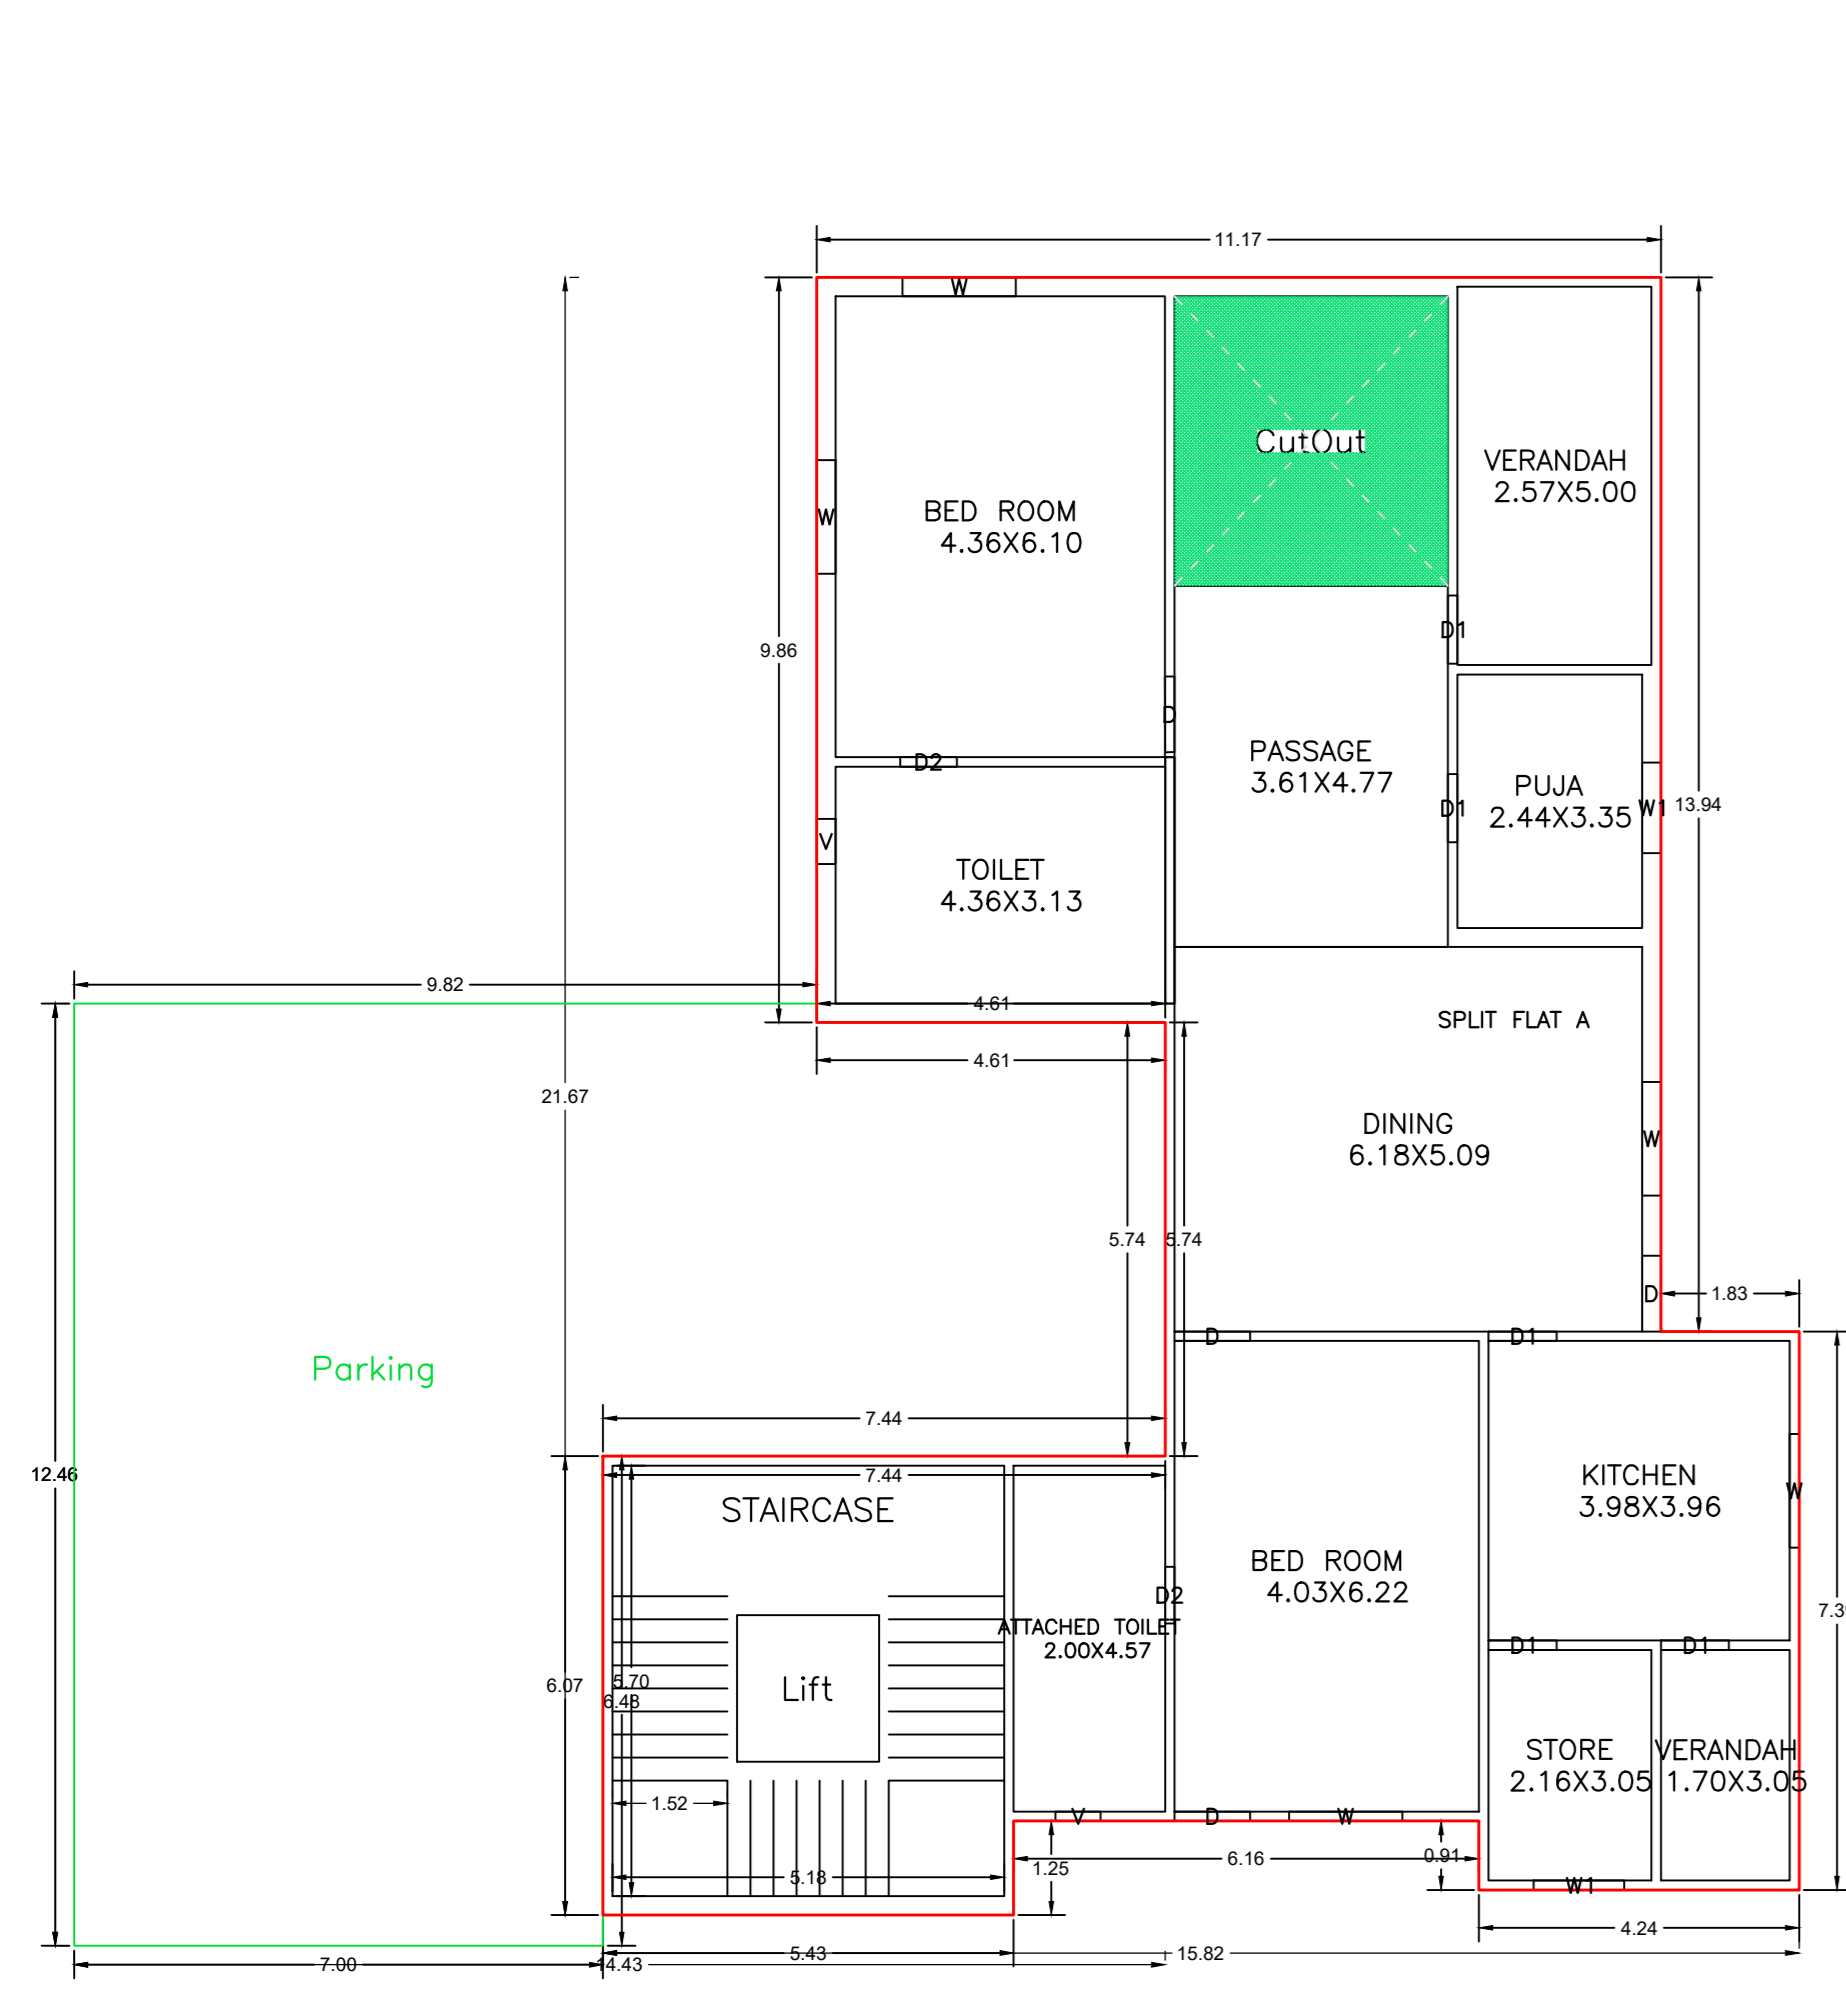 11.17
W
CutOut
VERANDAH
2.57X5.00
BED ROOM
4.36X6.10
W
D1
9.86
D
PASSAGE
3.61X4.77
D2
PUJA
2.44X3.35
D1
W1
13.94
V
TOILET
4.36X3.13
9.82
4.61
SPLIT FLAT A
4.61
21.67
DINING
6.18X5.09
W
5.74
5.74
D
1.83
D
D1
Parking
7.44
12.46
7.44
STAIRCASE
KITCHEN
3.98X3.96
W
BED ROOM
4.03X6.22
D2
ATTACHED TOILET
2.00X4.57
D1
D1
6.07
5.70
6.48
Lift
STORE
2.16X3.05
VERANDAH
1.70X3.05
1.52
V
D
W
0.91
6.16
1.25
5.18
W1
4.24
5.43
15.82
7.00
14.43